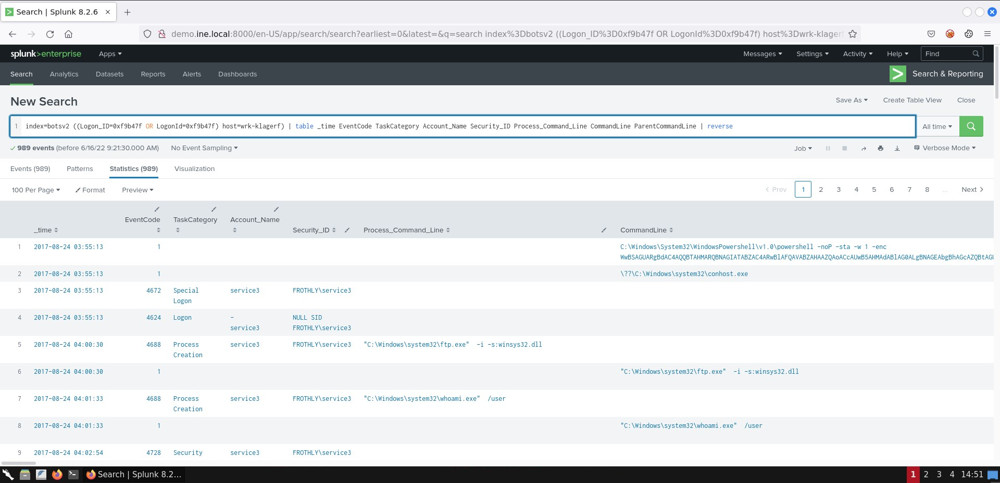 Search | Splunk 8.2.6
demo.ine.local:8000/en-US/app/search/search?earliest=0&latest=&q=search index%3Dbotsv2 ((Logon_ID%3D0xf9b47f OR LogonId%3D0xf9b47f) host%3Dwrk-klagerf
splunk>enterprise Apps Messages Settings Activity Help Find
Search Analytics Datasets Reports Alerts Dashboards Search & Reporting
New Search Save As Create Table View Close
1 index=botsv2 ((Logon_ID=0xf9b47f OR LogonId=0xf9b47f) host=wrk-klagerf) | table _time EventCode TaskCategory Account_Name Security_ID Process_Command_Line CommandLine ParentCommandLine | reverse All time
989 events (before 6/16/22 9:21:30.000 AM) No Event Sampling Job Verbose Mode
Events (989) Patterns Statistics (989) Visualization
100 Per Page Format Preview < Prev 1 2 3 4 5 6 7 8 ... Next >
_time EventCode TaskCategory Account_Name Security_ID Process_Command_Line CommandLine
1 2017-08-24 03:55:13 1 C:\Windows\System32\WindowsPowershell\v1.0\powershell -noP -sta -w 1 -enc
WwBSAGUARgBdAC4AQQBTAHMARQBNAGIATABZAC4ARwBlAFQAVABZAHAAZQAoACcAUwB5AHMAdABlAG0ALgBNAGEAbgBhAGcAZQBtAGU
2 2017-08-24 03:55:13 1 \??\C:\Windows\system32\conhost.exe
3 2017-08-24 03:55:13 4672 Special service3 FROTHLY\service3
Logon
4 2017-08-24 03:55:13 4624 Logon - NULL SID
service3 FROTHLY\service3
5 2017-08-24 04:00:30 4688 Process service3 FROTHLY\service3 "C:\Windows\system32\ftp.exe" -i -s:winsys32.dll
Creation
6 2017-08-24 04:00:30 1 "C:\Windows\system32\ftp.exe" -i -s:winsys32.dll
7 2017-08-24 04:01:33 4688 Process service3 FROTHLY\service3 "C:\Windows\system32\whoami.exe" /user
Creation
8 2017-08-24 04:01:33 1 "C:\Windows\system32\whoami.exe" /user
9 2017-08-24 04:02:54 4728 Security service3 FROTHLY\service3
Search | Splunk 8.2... 1 2 3 4 14:51